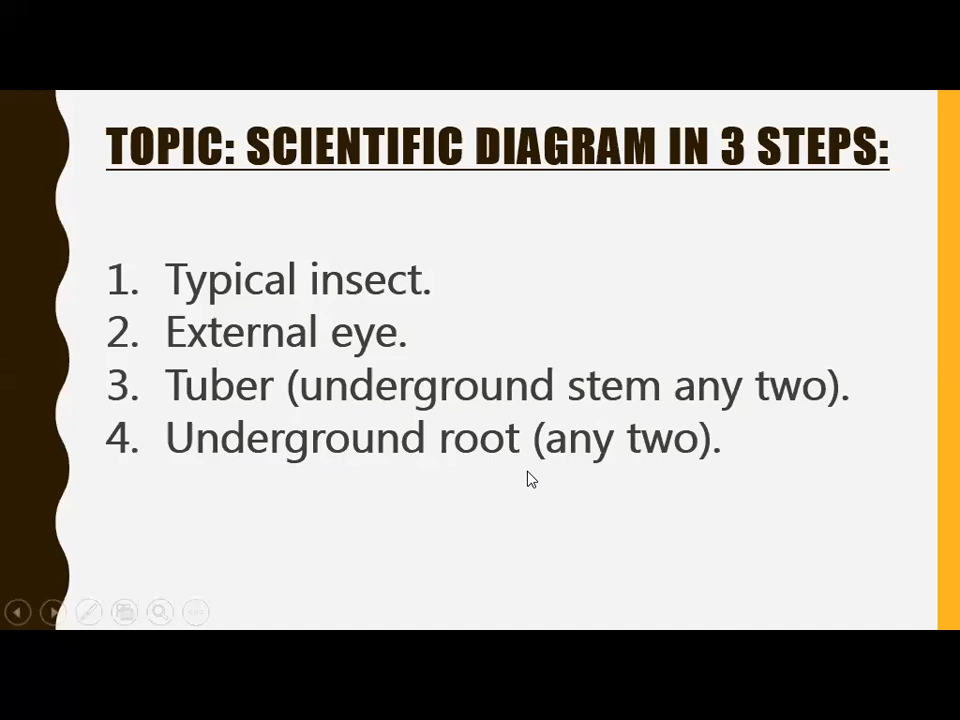 TOPIC: SCIENTIFIC DIAGRAM IN 3 STEPS:
1. Typical insect.
2. External eye.
3. Tuber (underground stem any two).
4. Underground root (any two).